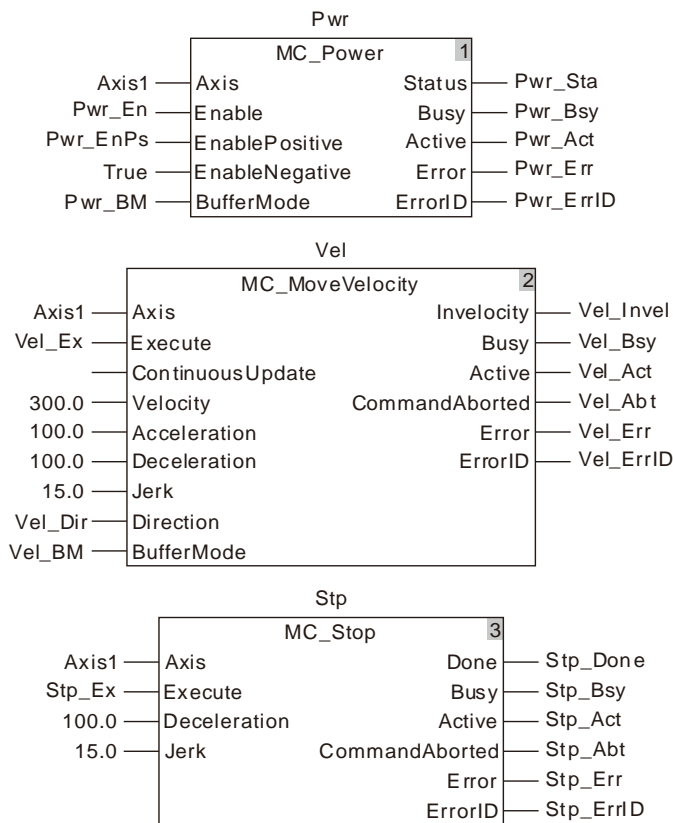 Pwr
MC_Power 1
Axis1 Axis Status Pwr_Sta
Pwr_En Enable Busy Pwr_Bsy
Pwr_EnPs EnablePositive Active Pwr_Act
True EnableNegative Error Pwr_Err
Pwr_BM BufferMode ErrorID Pwr_ErrID
Vel
MC_MoveVelocity 2
Axis1 Axis Invelocity Vel_Invel
Vel_Ex Execute Busy Vel_Bsy
ContinuousUpdate Active Vel_Act
300.0 Velocity CommandAborted Vel_Abt
100.0 Acceleration Error Vel_Err
100.0 Deceleration ErrorID Vel_ErrID
15.0 Jerk
Vel_Dir Direction
Vel_BM BufferMode
Stp
MC_Stop 3
Axis1 Axis Done Stp_Done
Stp_Ex Execute Busy Stp_Bsy
100.0 Deceleration Active Stp_Act
15.0 Jerk CommandAborted Stp_Abt
Error Stp_Err
ErrorID Stp_ErrID